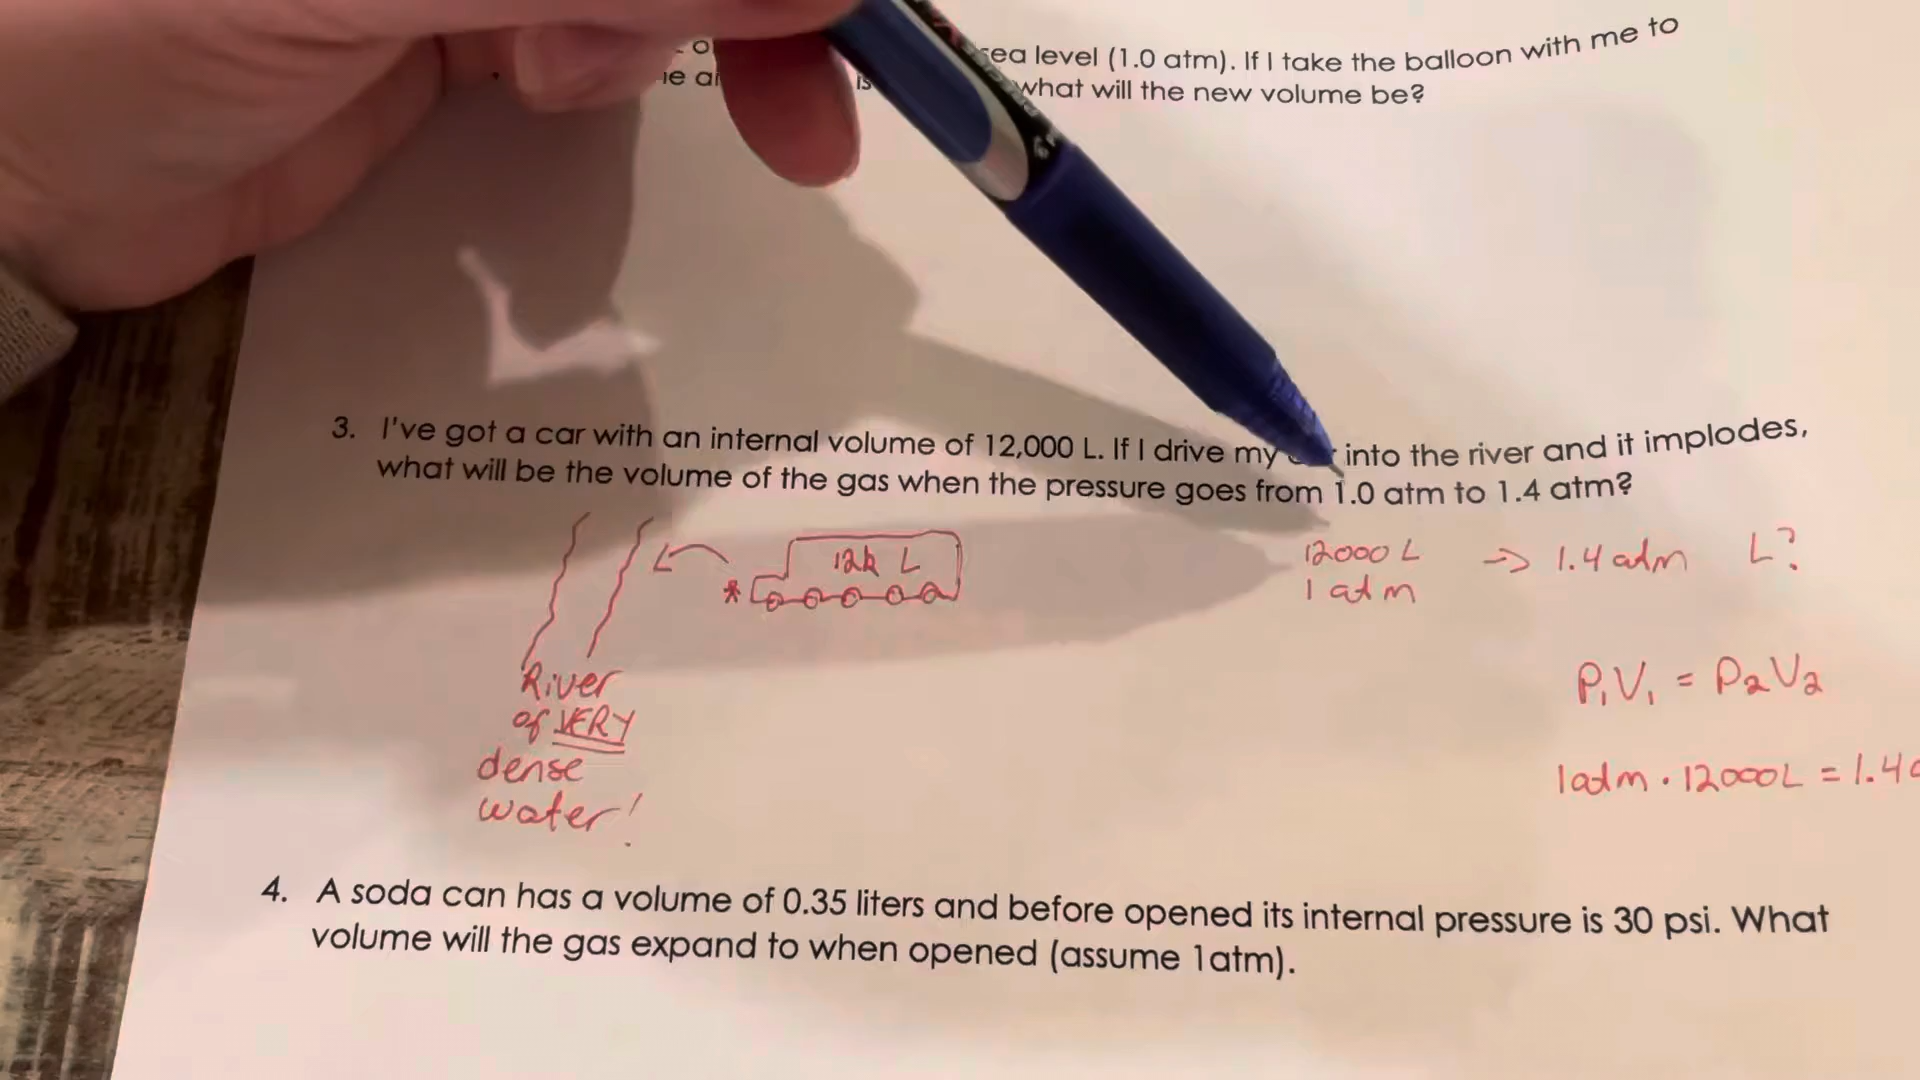 sea level (1.0 atm). If I take the balloon with me to
what will the new volume be?
3. I've got a car with an internal volume of 12,000 L. If I drive my into the river and it implodes,
what will be the volume of the gas when the pressure goes from 1.0 atm to 1.4 atm?
12k L
12000 L → 1.4 atm L?
1 atm
River
of VERY
dense
water!
P₁V₁ = P₂V₂
1atm · 12000L = 1.4
4. A soda can has a volume of 0.35 liters and before opened its internal pressure is 30 psi. What
volume will the gas expand to when opened (assume 1atm).